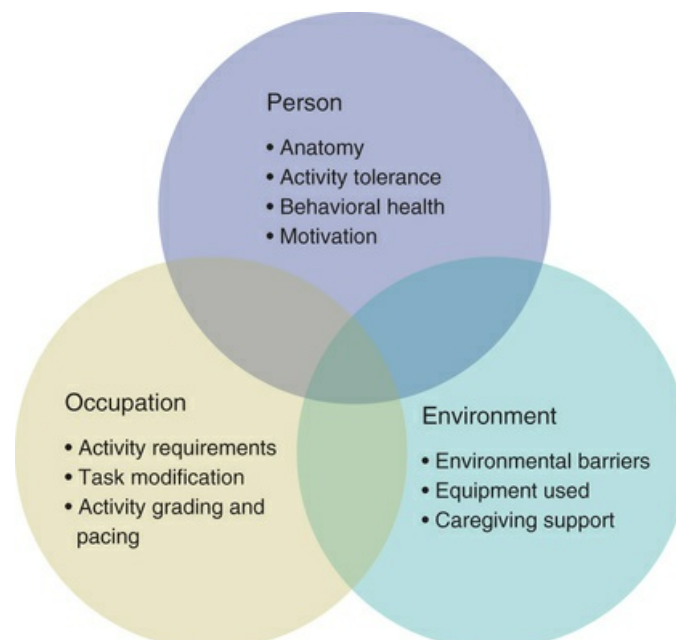 Person
• Anatomy
• Activity tolerance
• Behavioral health
• Motivation
Occupation
• Activity requirements
• Task modification
• Activity grading and
pacing
Environment
• Environmental barriers
• Equipment used
• Caregiving support